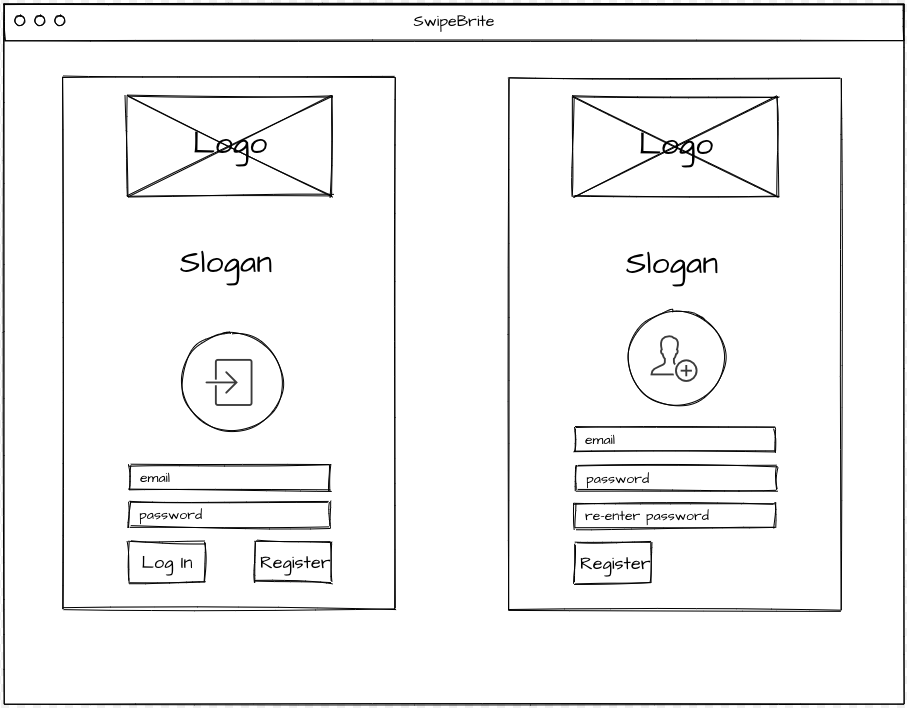 SwipeBrite
Logo
Slogan
email
password
Log In
Register
Logo
Slogan
email
password
re-enter password
Register